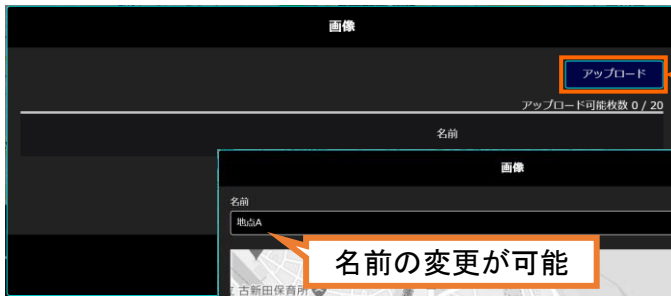 画像
アップロード
アップロード可能枚数 0 / 20
名前
画像
名前
地点A
名前の変更が可能
古新田保育所